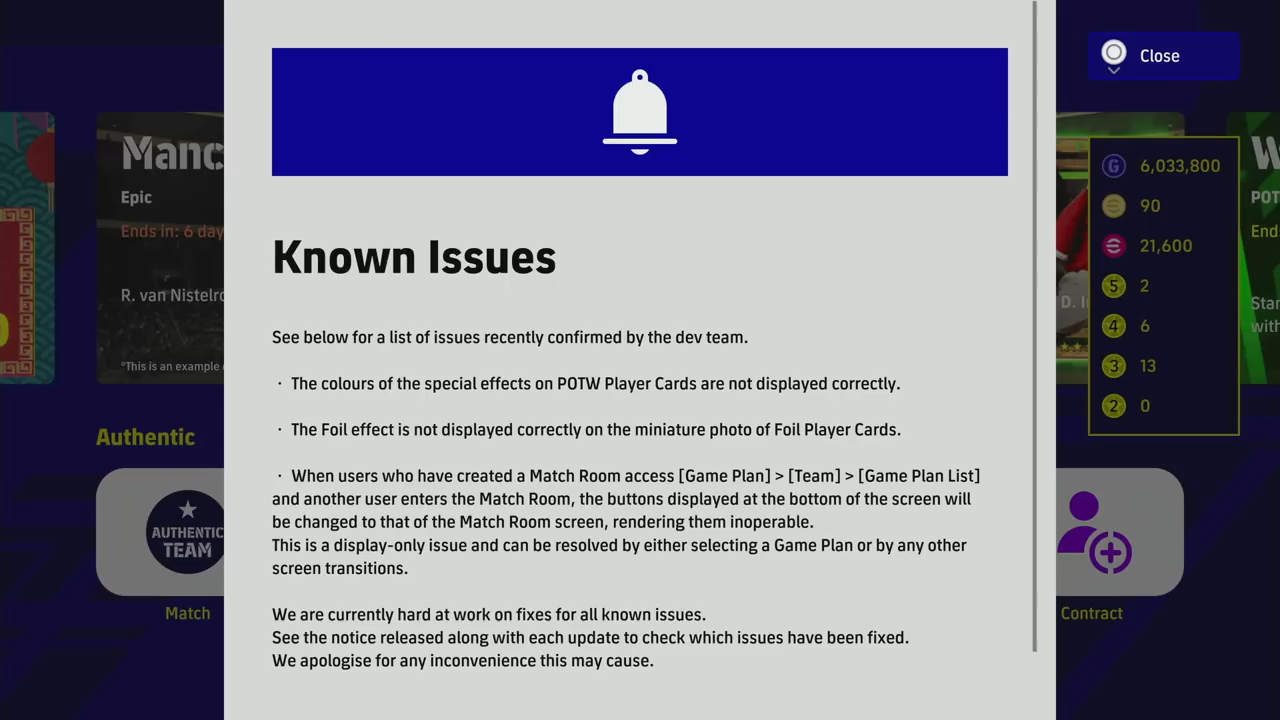 Close
Manc
Epic
Ends in: 6 day
R. van Nistelro
*This is an example
Known Issues
See below for a list of issues recently confirmed by the dev team.
· The colours of the special effects on POTW Player Cards are not displayed correctly.
· The Foil effect is not displayed correctly on the miniature photo of Foil Player Cards.
· When users who have created a Match Room access [Game Plan] > [Team] > [Game Plan List]
and another user enters the Match Room, the buttons displayed at the bottom of the screen will
be changed to that of the Match Room screen, rendering them inoperable.
This is a display-only issue and can be resolved by either selecting a Game Plan or by any other
screen transitions.
We are currently hard at work on fixes for all known issues.
See the notice released along with each update to check which issues have been fixed.
We apologise for any inconvenience this may cause.
G 6,033,800
90
21,600
5 2
4 6
3 13
2 0
D. I
W
POT
Ends
Star
with
Authentic
AUTHENTIC
TEAM
Match
Contract